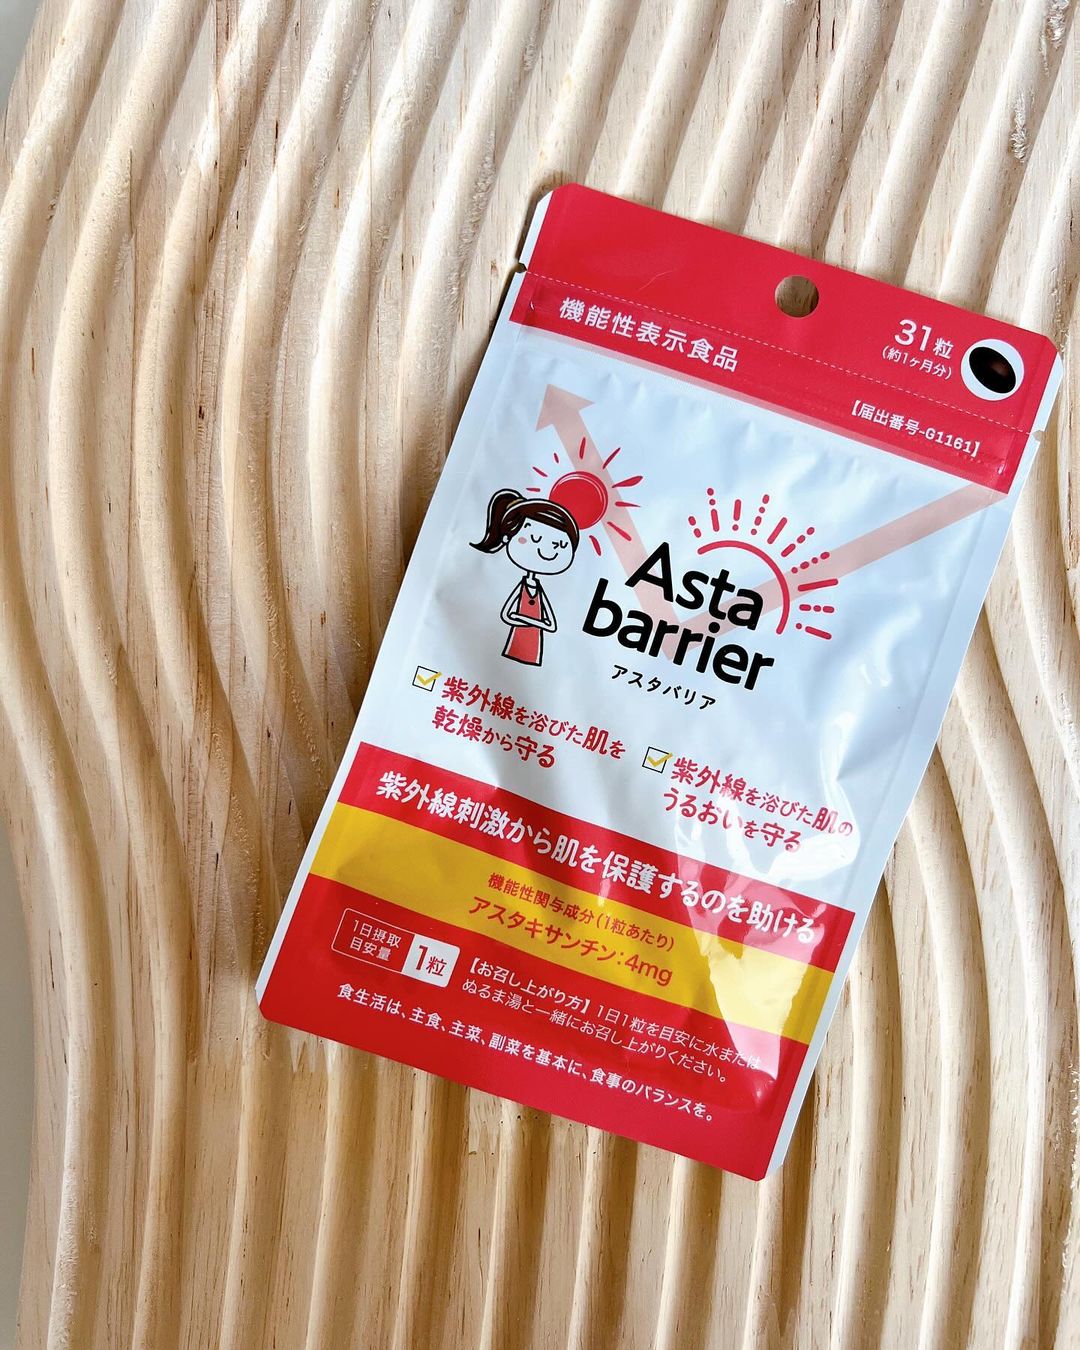 機能性表示食品
31粒
(約1ヶ月分)
【届出番号-G1161】
Asta
barrier
アスタバリア
紫外線を浴びた肌を
乾燥から守る
紫外線を浴びた肌の
うるおいを守る
紫外線刺激から肌を保護するのを助ける
機能性関与成分(1粒あたり)
アスタキサンチン:4mg
1日摂取
目安量
1粒
【お召し上がり方】1日1粒を目安に水または
ぬるま湯と一緒にお召し上がりください。
食生活は、主食、主菜、副菜を基本に、食事のバランスを。